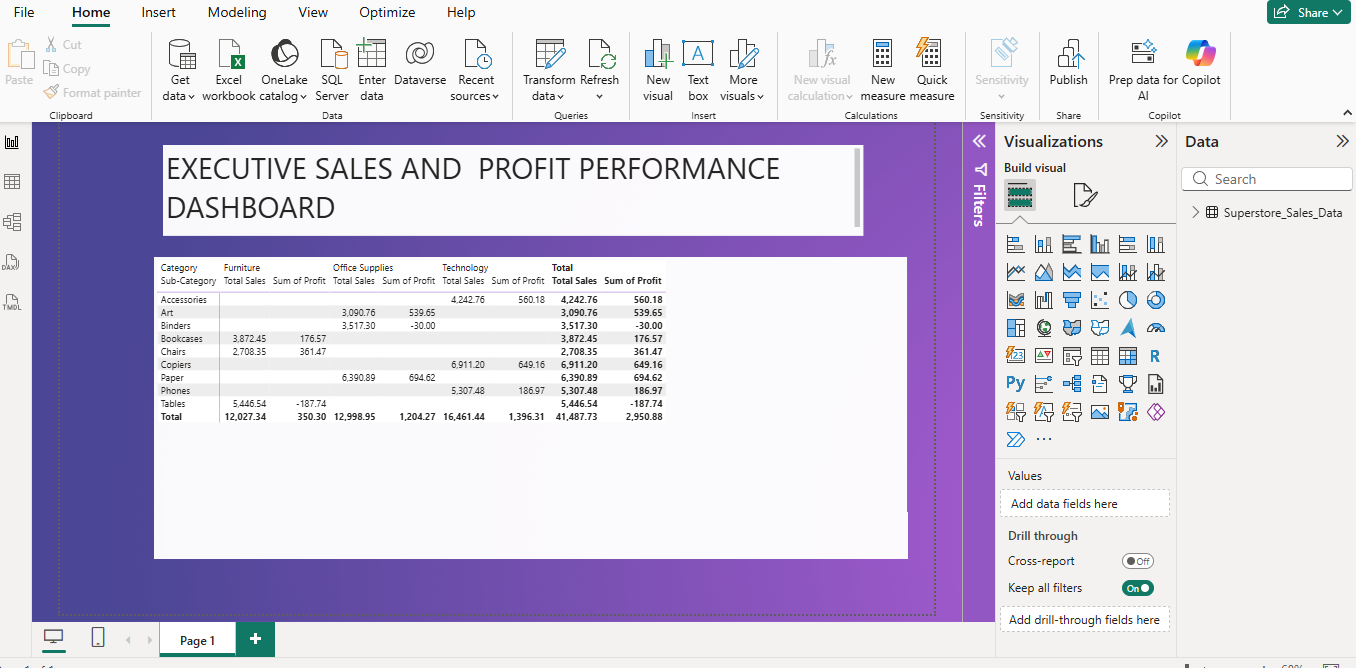 File Home Insert Modeling View Optimize Help Share
Paste Cut
Copy
Format painter
Get data Excel workbook OneLake catalog SQL Server Enter data Dataverse Recent sources Transform data Refresh New visual Text box More visuals New visual calculation New measure Quick measure Sensitivity Publish Prep data for AI Copilot
Clipboard Data Queries Insert Calculations Sensitivity Share Copilot
EXECUTIVE SALES AND PROFIT PERFORMANCE
DASHBOARD
Category Furniture Office Supplies Technology Total
Sub-Category Total Sales Sum of Profit Total Sales Sum of Profit Total Sales Sum of Profit Total Sales Sum of Profit
Accessories 4,242.76 560.18 4,242.76 560.18
Art 3,090.76 539.65 3,090.76 539.65
Binders 3,517.30 -30.00 3,517.30 -30.00
Bookcases 3,872.45 176.57 3,872.45 176.57
Chairs 2,708.35 361.47 2,708.35 361.47
Copiers 6,911.20 649.16 6,911.20 649.16
Paper 6,390.89 694.62 6,390.89 694.62
Phones 5,307.48 186.97 5,307.48 186.97
Tables 5,446.54 -187.74 5,446.54 -187.74
Total 12,027.34 350.30 12,998.95 1,204.27 16,461.44 1,396.31 41,487.73 2,950.88
Filters
Visualizations
Build visual
123
R
Py
Values
Add data fields here
Drill through
Cross-report Off
Keep all filters On
Add drill-through fields here
Data
Search
Superstore_Sales_Data
DAX
TMDL
Page 1